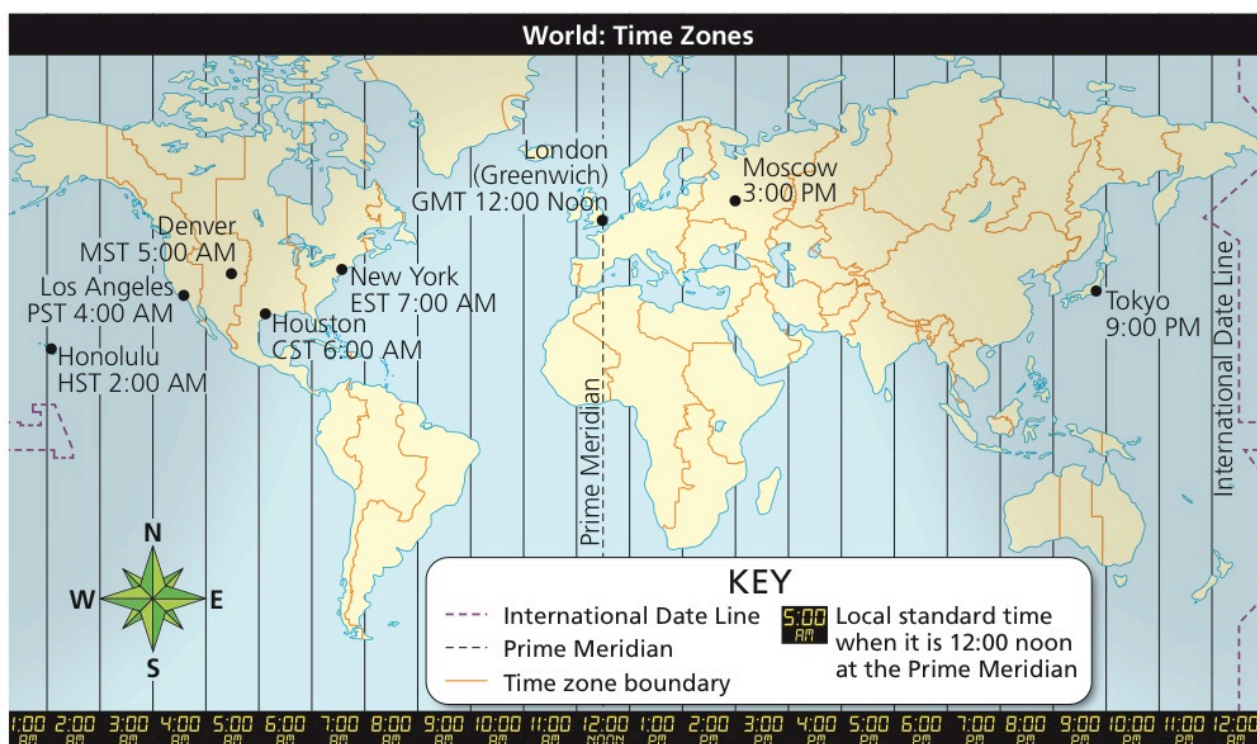 World: Time Zones
London
(Greenwich)
GMT 12:00 Noon
Moscow
3:00 PM
Denver
MST 5:00 AM
Los Angeles
PST 4:00 AM
New York
EST 7:00 AM
Houston
CST 6:00 AM
Honolulu
HST 2:00 AM
Tokyo
9:00 PM
Prime Meridian
International Date Line
N
W
E
S
KEY
International Date Line
Prime Meridian
Time zone boundary
5:00
AM
Local standard time
when it is 12:00 noon
at the Prime Meridian
1:00 2:00 3:00 4:00 5:00 6:00 7:00 8:00 9:00 10:00 11:00 12:00 1:00 2:00 3:00 4:00 5:00 6:00 7:00 8:00 9:00 10:00 11:00 12:00
AM AM AM AM AM AM AM AM AM AM AM NOON PM PM PM PM PM PM PM PM PM PM PM AM